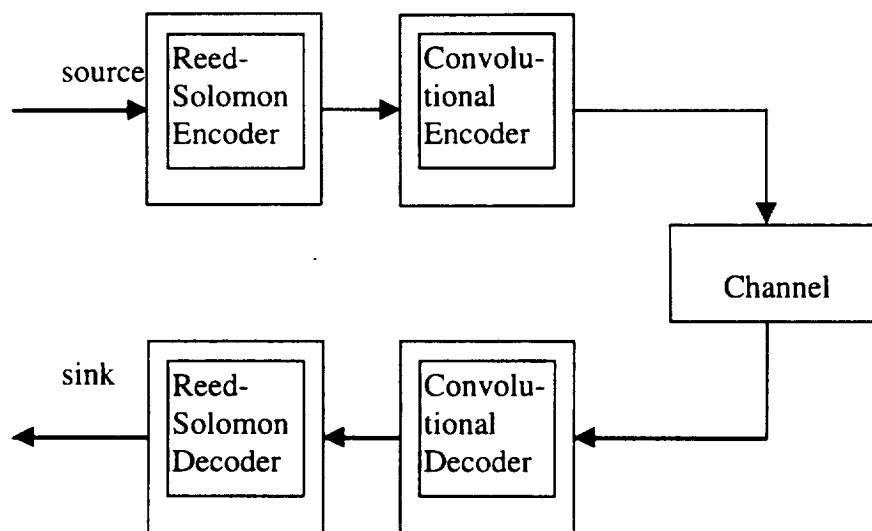 source
Reed-
Solomon
Encoder
Convolu-
tional
Encoder
Channel
sink
Reed-
Solomon
Decoder
Convolu-
tional
Decoder